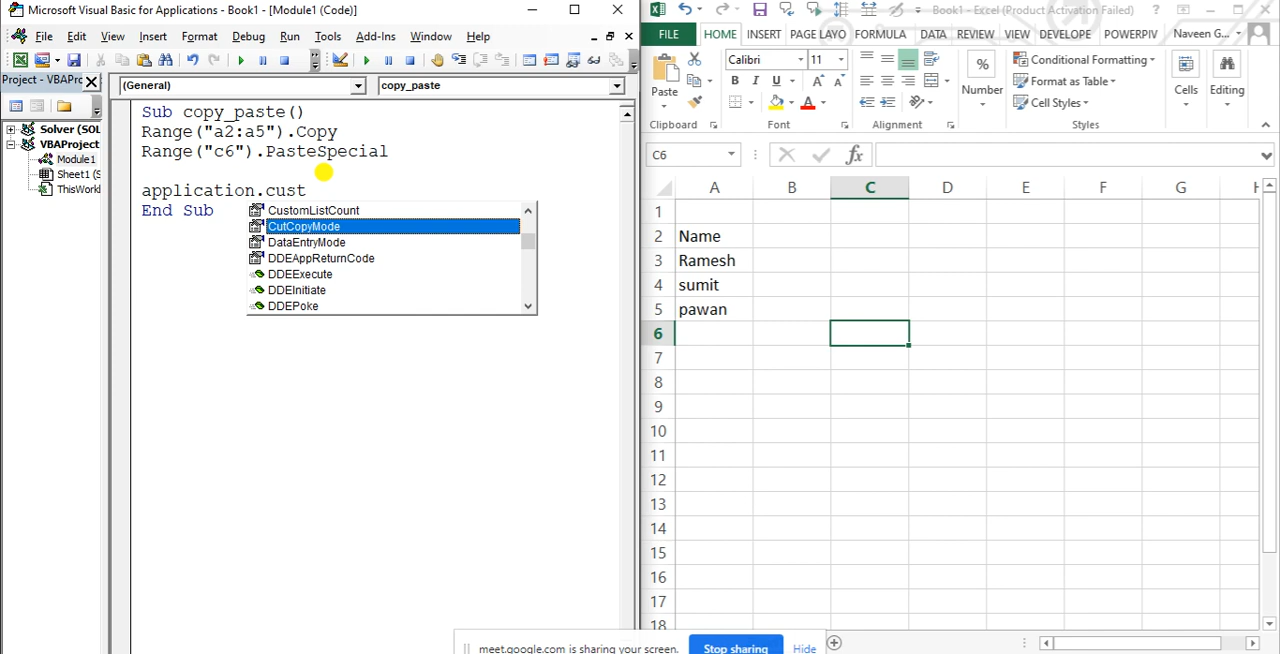 Microsoft Visual Basic for Applications - Book1 - [Module1 (Code)]
File Edit View Insert Format Debug Run Tools Add-Ins Window Help
Project - VBAProj
(General)
copy_paste
Solver (SOL
VBAProject
Module1
Sheet1 (S
ThisWorkl
Sub copy_paste()
Range("a2:a5").Copy
Range("c6").PasteSpecial
application.cust
End Sub
CustomListCount
CutCopyMode
DataEntryMode
DDEAppReturnCode
DDEExecute
DDEInitiate
DDEPoke
Book1 - Excel (Product Activation Failed)
FILE HOME INSERT PAGE LAYO FORMULA DATA REVIEW VIEW DEVELOPE POWERPIV Naveen G...
Paste
Clipboard
Calibri 11
B I U
A A
A
Font
Alignment
%
Number
Conditional Formatting
Format as Table
Cell Styles
Styles
Cells
Editing
C6
fx
A B C D E F G H
1
2 Name
3 Ramesh
4 sumit
5 pawan
6
7
8
9
10
11
12
13
14
15
16
17
18
meet.google.com is sharing your screen.
Stop sharing
Hide